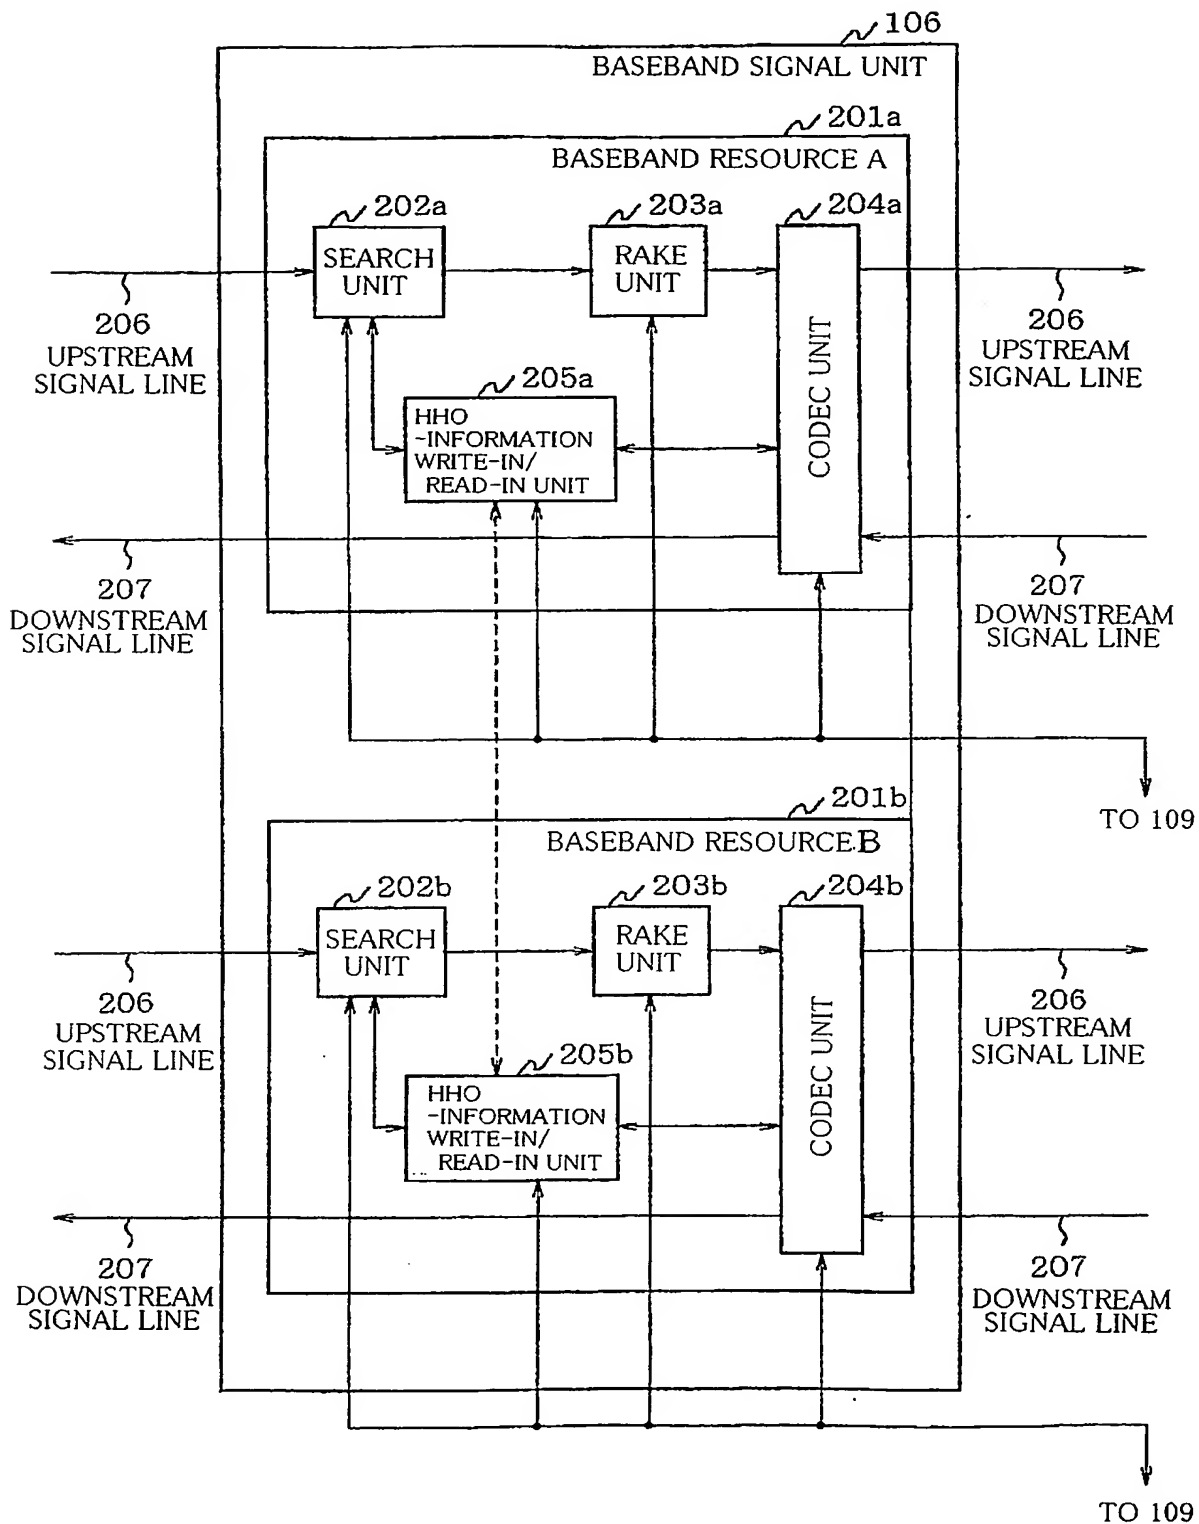 106
BASEBAND SIGNAL UNIT
201a
BASEBAND RESOURCE A
202a
203a
204a
SEARCH
UNIT
RAKE
UNIT
CODEC UNIT
206
UPSTREAM
SIGNAL LINE
206
UPSTREAM
SIGNAL LINE
205a
HHO
-INFORMATION
WRITE-IN/
READ-IN UNIT
207
DOWNSTREAM
SIGNAL LINE
207
DOWNSTREAM
SIGNAL LINE
TO 109
201b
BASEBAND RESOURCE B
202b
203b
204b
SEARCH
UNIT
RAKE
UNIT
CODEC UNIT
206
UPSTREAM
SIGNAL LINE
206
UPSTREAM
SIGNAL LINE
205b
HHO
-INFORMATION
WRITE-IN/
READ-IN UNIT
207
DOWNSTREAM
SIGNAL LINE
207
DOWNSTREAM
SIGNAL LINE
TO 109